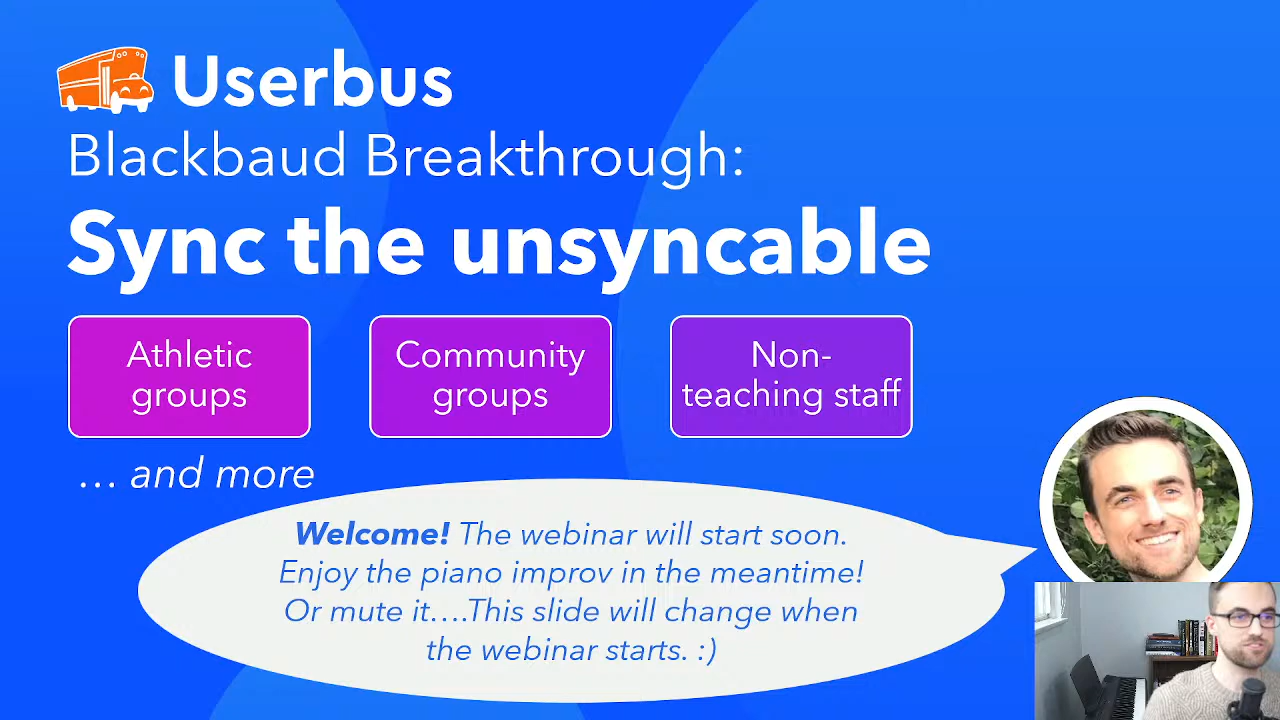 Userbus
Blackbaud Breakthrough:
Sync the unsyncable
Athletic
groups
Community
groups
Non-
teaching staff
... and more
Welcome! The webinar will start soon.
Enjoy the piano improv in the meantime!
Or mute it....This slide will change when
the webinar starts. :)